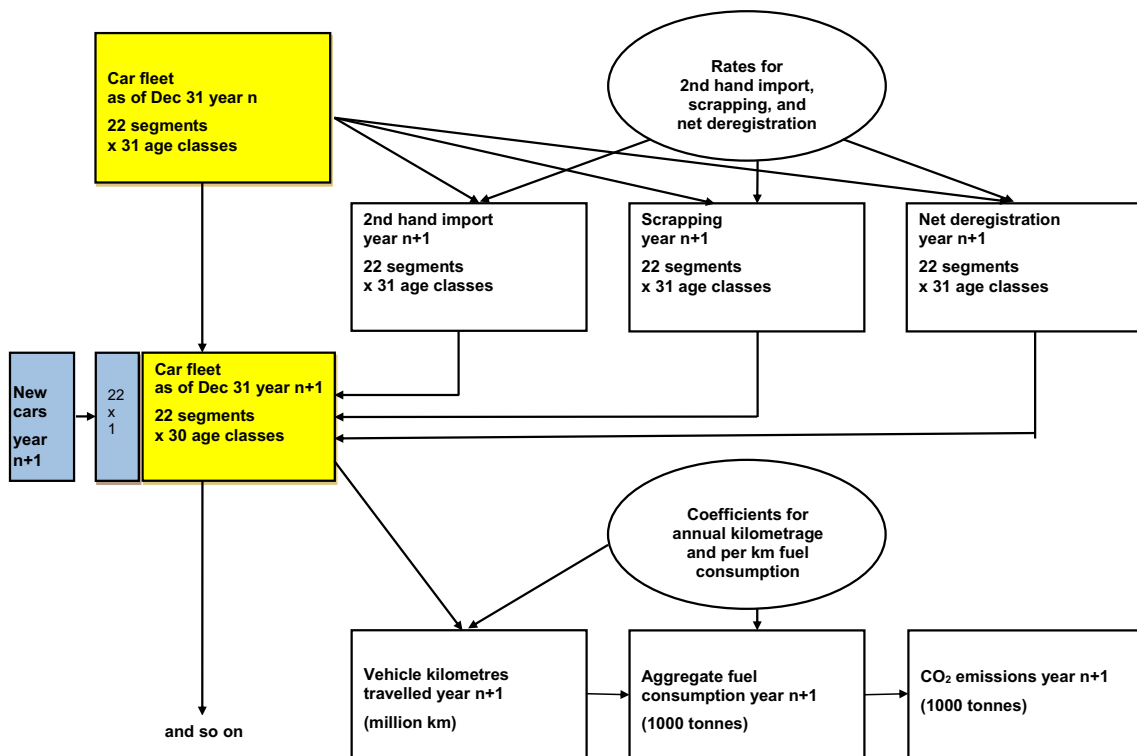 Car fleet
as of Dec 31 year n
22 segments
x 31 age classes
Rates for
2nd hand import,
scrapping, and
net deregistration
2nd hand import
year n+1
22 segments
x 31 age classes
Scrapping
year n+1
22 segments
x 31 age classes
Net deregistration
year n+1
22 segments
x 31 age classes
New
cars
year
n+1
22
x
1
Car fleet
as of Dec 31 year n+1
22 segments
x 30 age classes
Coefficients for
annual kilometrage
and per km fuel
consumption
Vehicle kilometres
travelled year n+1
(million km)
Aggregate fuel
consumption year n+1
(1000 tonnes)
CO₂ emissions year n+1
(1000 tonnes)
and so on